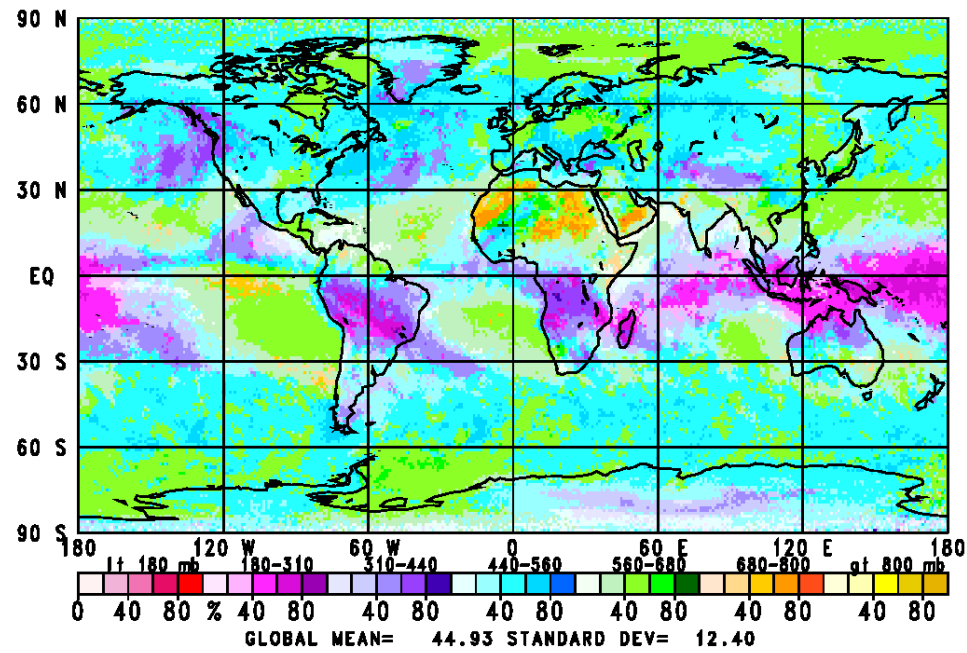 90 N
60 N
30 N
EQ
30 S
60 S
90 S
180 120 W 60 W 0 60 E 120 E 180
lt 180 mb 180-310 310-440 440-560 560-680 680-800 gt 800 mb
0 40 80 % 40 80 40 80 40 80 40 80 40 80 40 80
GLOBAL MEAN= 44.93 STANDARD DEV= 12.40